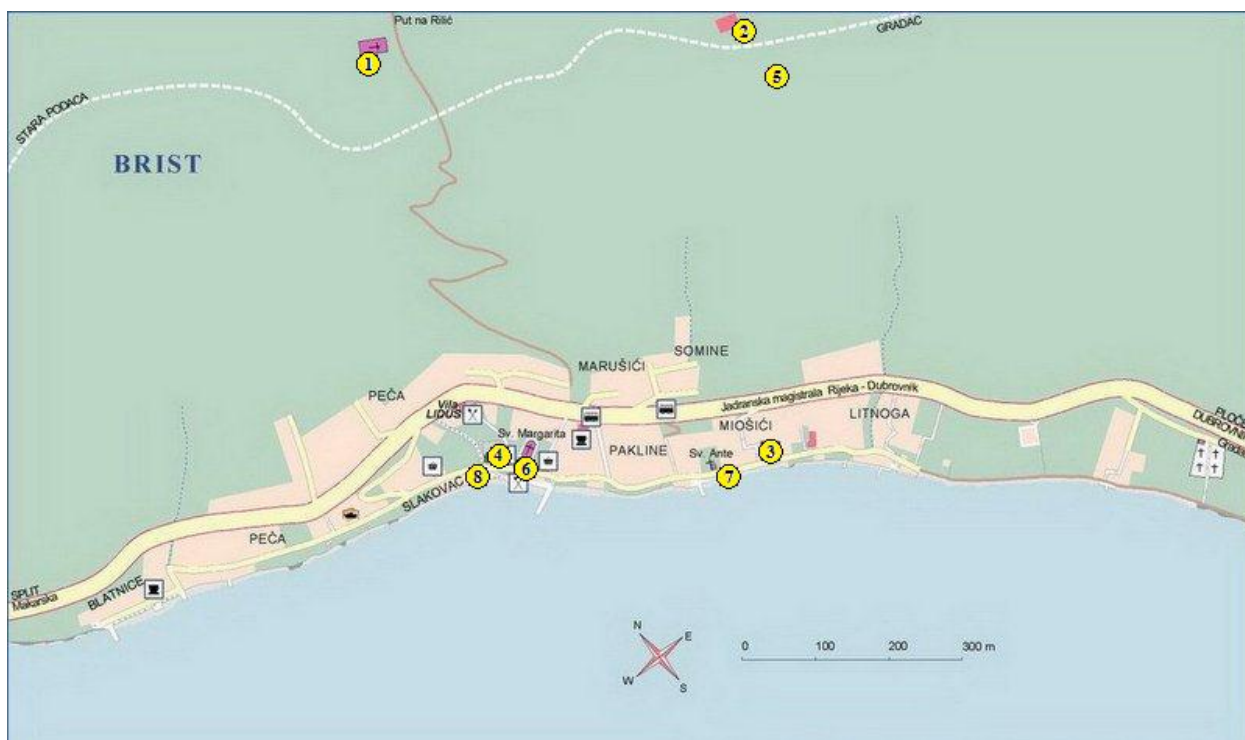 Put na Rilić
1
2
GRADAC
5
STARA PODACA
BRIST
SOMINE
MARUŠIĆI
PEČA
Vila
LIDUS
Jadranska magistrala Rijeka - Dubrovnik
LITNOGA
MIOŠIĆI
Sv. Margarita
PAKLINE
Sv. Ante
3
4
6
8
7
SLAKOVAC
PLOČE
DUBROVNIK
Gradac
PEČA
BLATNICE
SPLIT
Makarska
N
E
W
S
0 100 200 300 m